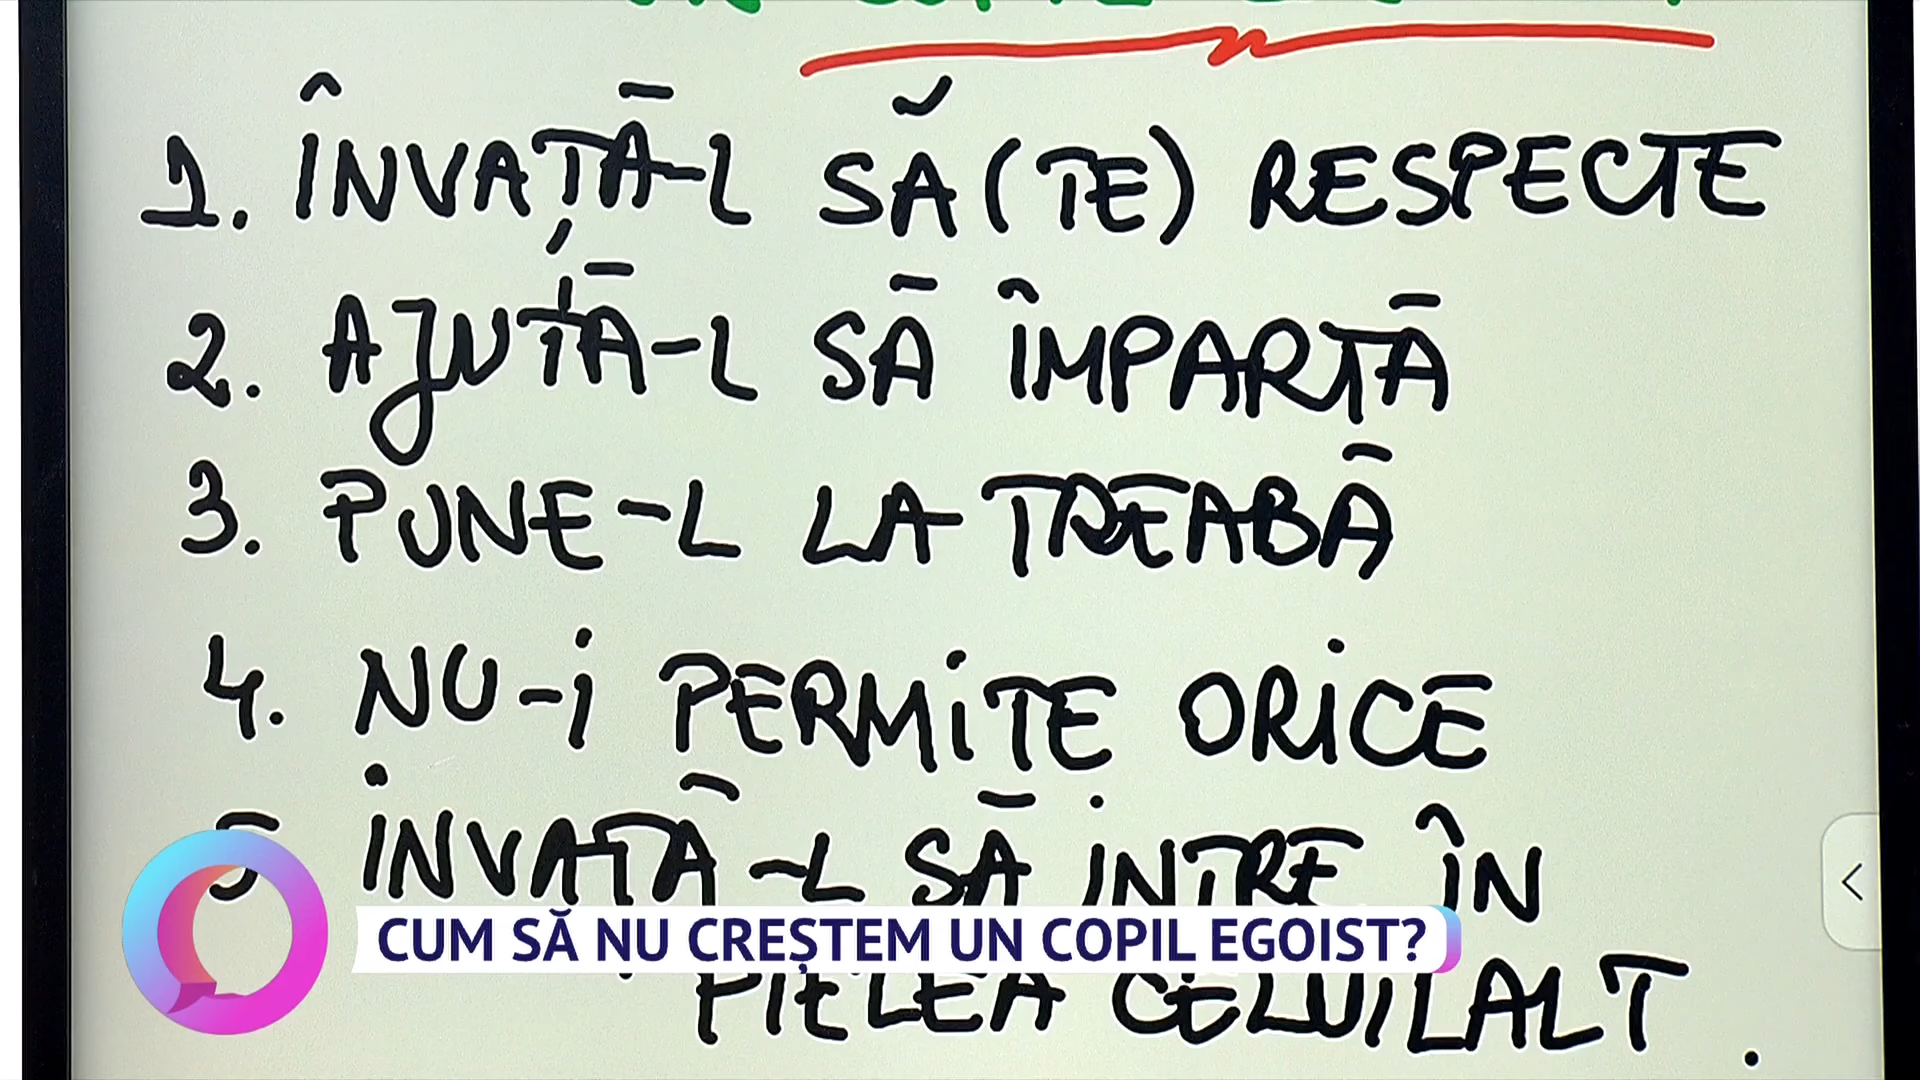 1. ÎNVAȚĂ-L SĂ (TE) RESPECTE
2. AJUTĂ-L SĂ ÎMPARTĂ
3. PUNE-L LA TREABĂ
4. NU-i PERMiTE ORiCE
5 ÎNVAȚĂ-L SĂ INTRE ÎN
CUM SĂ NU CREȘTEM UN COPIL EGOIST?
PIELEA CELUILALT.